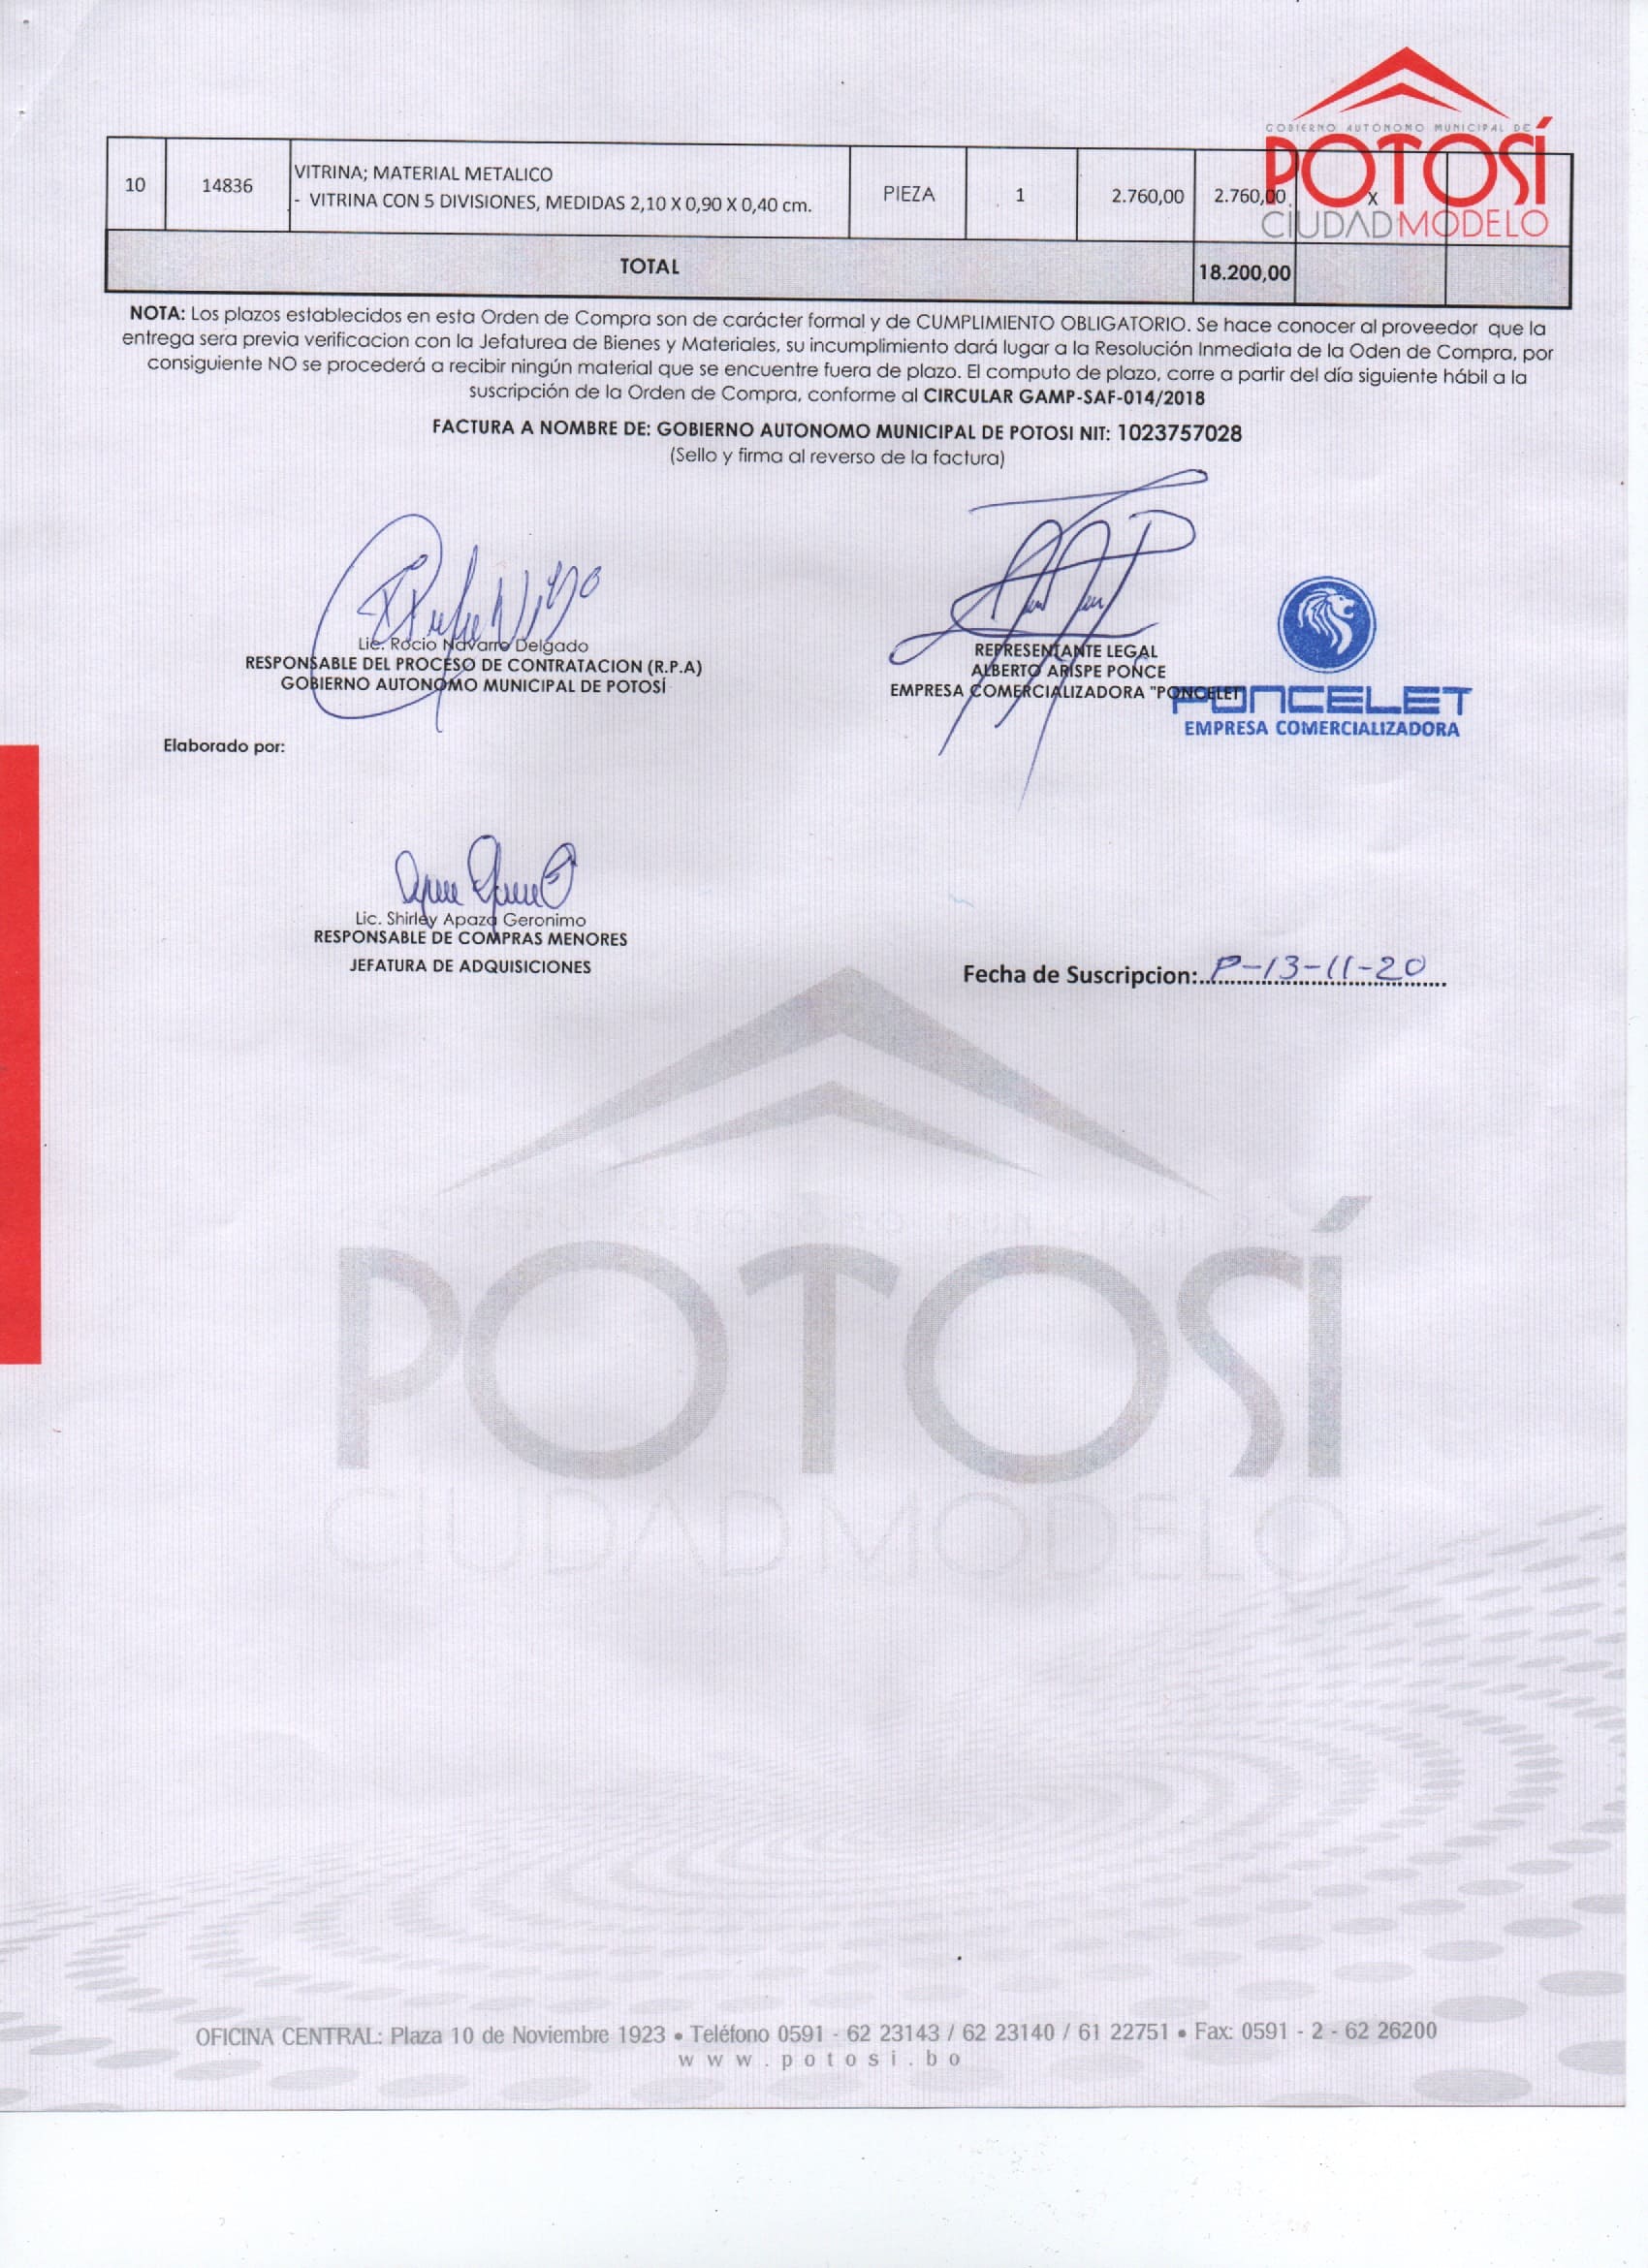 GOBIERNO AUTÓNOMO MUNICIPAL DE
POTOSÍ
CIUDAD MODELO
10 14836 VITRINA; MATERIAL METALICO
- VITRINA CON 5 DIVISIONES, MEDIDAS 2,10 X 0,90 X 0,40 cm. PIEZA 1 2.760,00 2.760,00 X
TOTAL 18.200,00
NOTA: Los plazos establecidos en esta Orden de Compra son de carácter formal y de CUMPLIMIENTO OBLIGATORIO. Se hace conocer al proveedor que la
entrega sera previa verificacion con la Jefaturea de Bienes y Materiales, su incumplimiento dará lugar a la Resolución Inmediata de la Oden de Compra, por
consiguiente NO se procederá a recibir ningún material que se encuentre fuera de plazo. El computo de plazo, corre a partir del día siguiente hábil a la
suscripción de la Orden de Compra, conforme al CIRCULAR GAMP-SAF-014/2018
FACTURA A NOMBRE DE: GOBIERNO AUTONOMO MUNICIPAL DE POTOSI NIT: 1023757028
(Sello y firma al reverso de la factura)
Lic. Rocio Navarro Delgado
RESPONSABLE DEL PROCESO DE CONTRATACION (R.P.A)
GOBIERNO AUTONOMO MUNICIPAL DE POTOSÍ
REPRESENTANTE LEGAL
ALBERTO ARISPE PONCE
EMPRESA COMERCIALIZADORA "PONCELET
PONCELET
EMPRESA COMERCIALIZADORA
Elaborado por:
Lic. Shirley Apaza Geronimo
RESPONSABLE DE COMPRAS MENORES
JEFATURA DE ADQUISICIONES
Fecha de Suscripcion: P-13-11-20
POTOSÍ
CIUDAD MODELO
OFICINA CENTRAL: Plaza 10 de Noviembre 1923 • Teléfono 0591 - 62 23143 / 62 23140 / 61 22751 • Fax: 0591 - 2 - 62 26200
www.potosi.bo